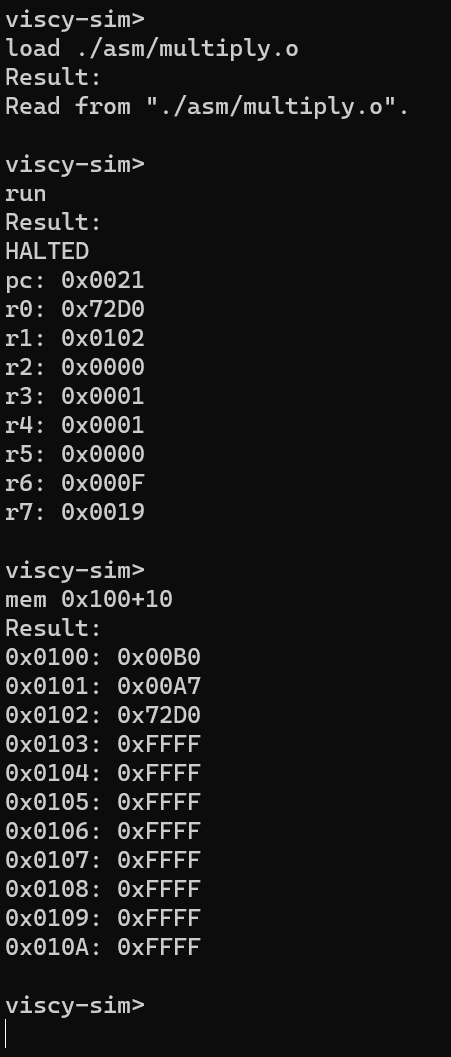 viscy-sim>
load ./asm/multiply.o
Result:
Read from "./asm/multiply.o".
viscy-sim>
run
Result:
HALTED
pc: 0x0021
r0: 0x72D0
r1: 0x0102
r2: 0x0000
r3: 0x0001
r4: 0x0001
r5: 0x0000
r6: 0x000F
r7: 0x0019
viscy-sim>
mem 0x100+10
Result:
0x0100: 0x00B0
0x0101: 0x00A7
0x0102: 0x72D0
0x0103: 0xFFFF
0x0104: 0xFFFF
0x0105: 0xFFFF
0x0106: 0xFFFF
0x0107: 0xFFFF
0x0108: 0xFFFF
0x0109: 0xFFFF
0x010A: 0xFFFF
viscy-sim>